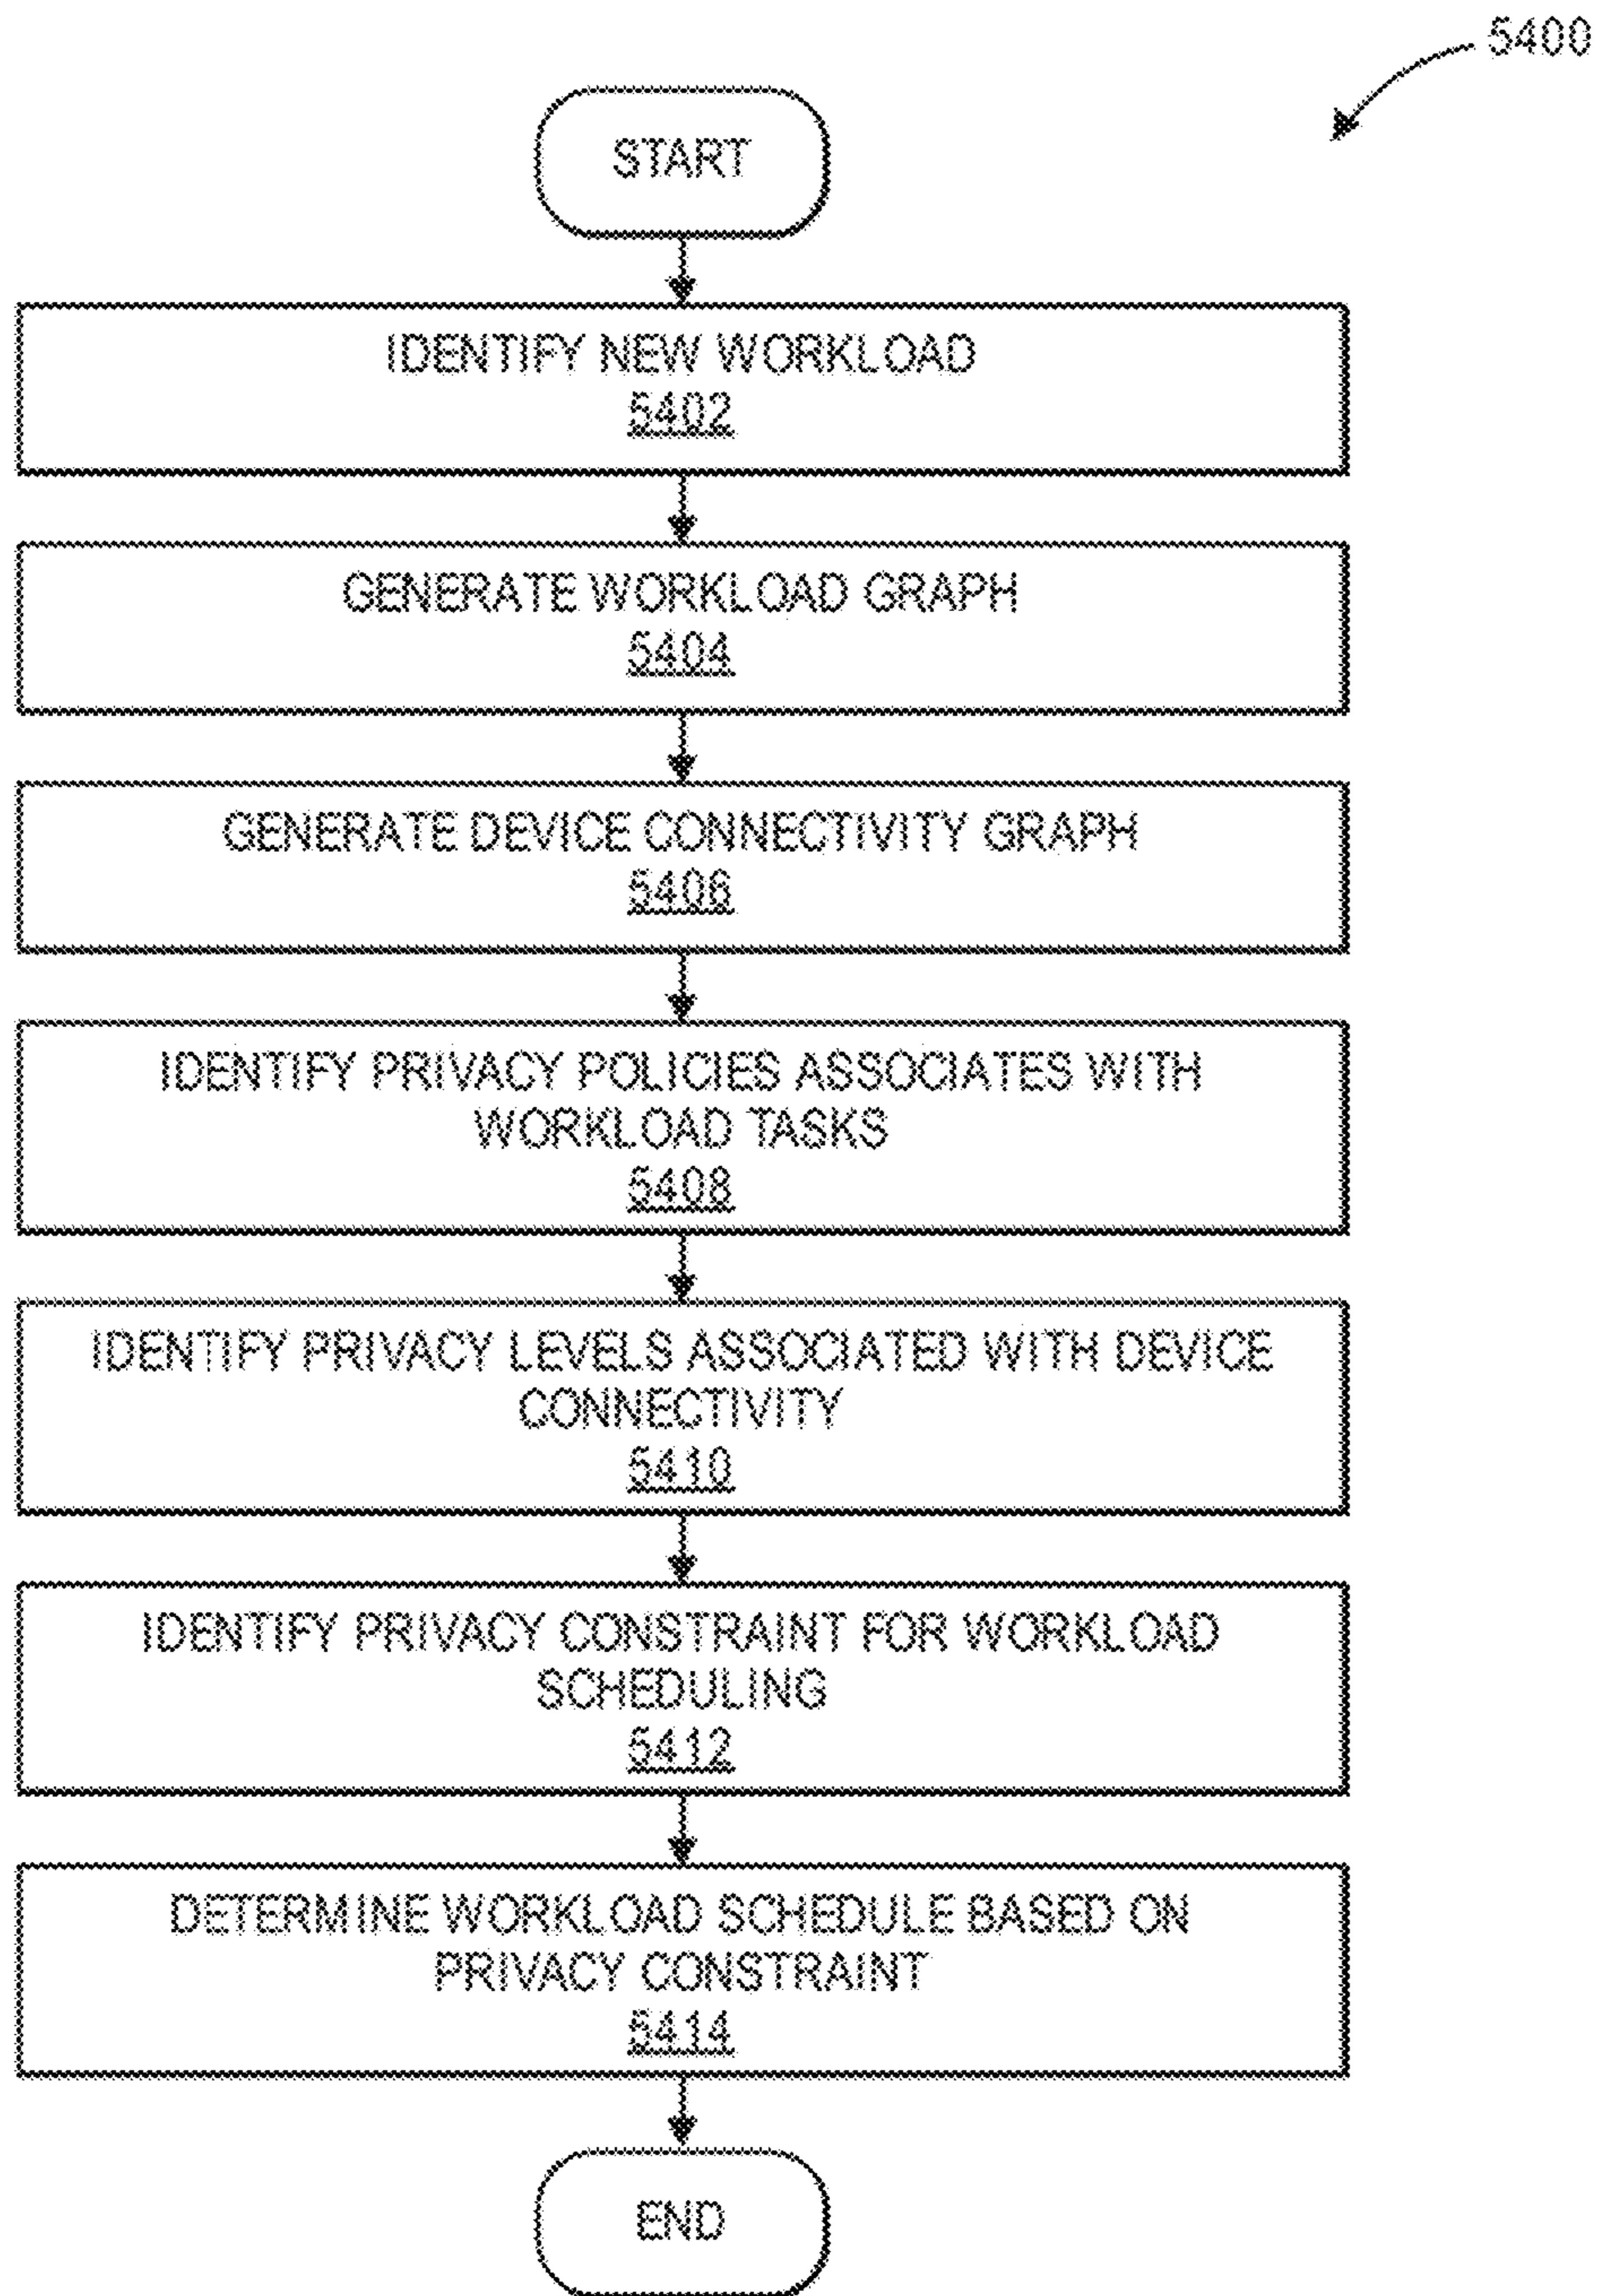 5400
START
IDENTIFY NEW WORKLOAD
5402
GENERATE WORKLOAD GRAPH
5404
GENERATE DEVICE CONNECTIVITY GRAPH
5406
IDENTIFY PRIVACY POLICIES ASSOCIATES WITH
WORKLOAD TASKS
5408
IDENTIFY PRIVACY LEVELS ASSOCIATED WITH DEVICE
CONNECTIVITY
5410
IDENTIFY PRIVACY CONSTRAINT FOR WORKLOAD
SCHEDULING
5412
DETERMINE WORKLOAD SCHEDULE BASED ON
PRIVACY CONSTRAINT
5414
END